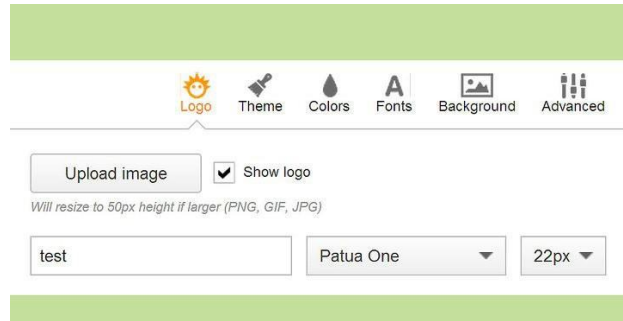 Logo Theme Colors Fonts Background Advanced
Upload image Show logo
Will resize to 50px height if larger (PNG, GIF, JPG)
test Patua One 22px